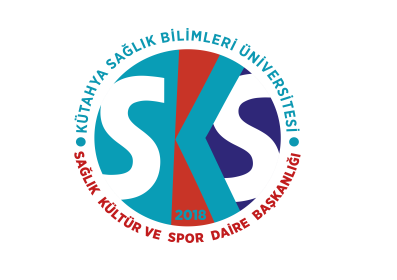 KÜTAHYA SAĞLIK BİLİMLERİ ÜNİVERSİTESİ
SKS
2018
SAĞLIK KÜLTÜR VE SPOR DAİRE BAŞKANLIĞI